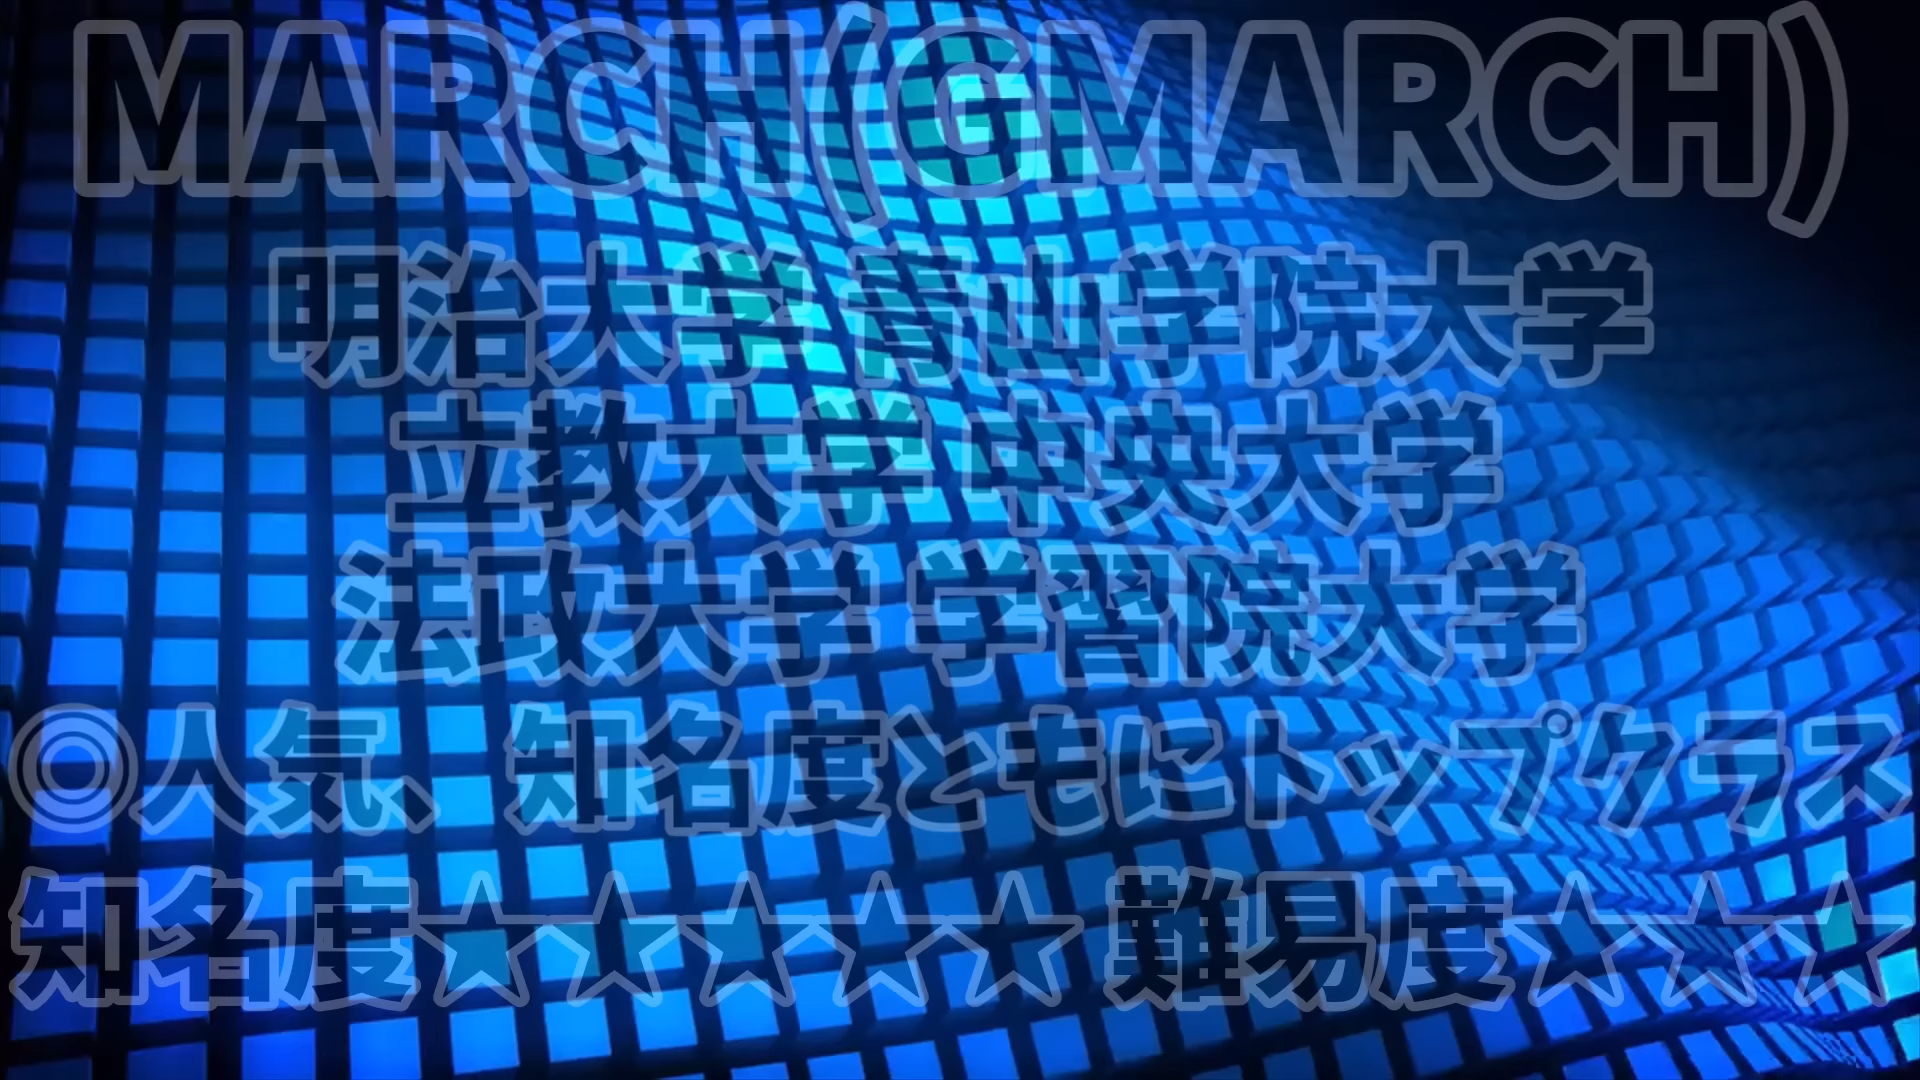 MARCH(GMARCH)
明治大学 青山学院大学
立教大学 中央大学
法政大学 学習院大学
◎人気、知名度ともにトップクラス
知名度★★★★★ 難易度★★★